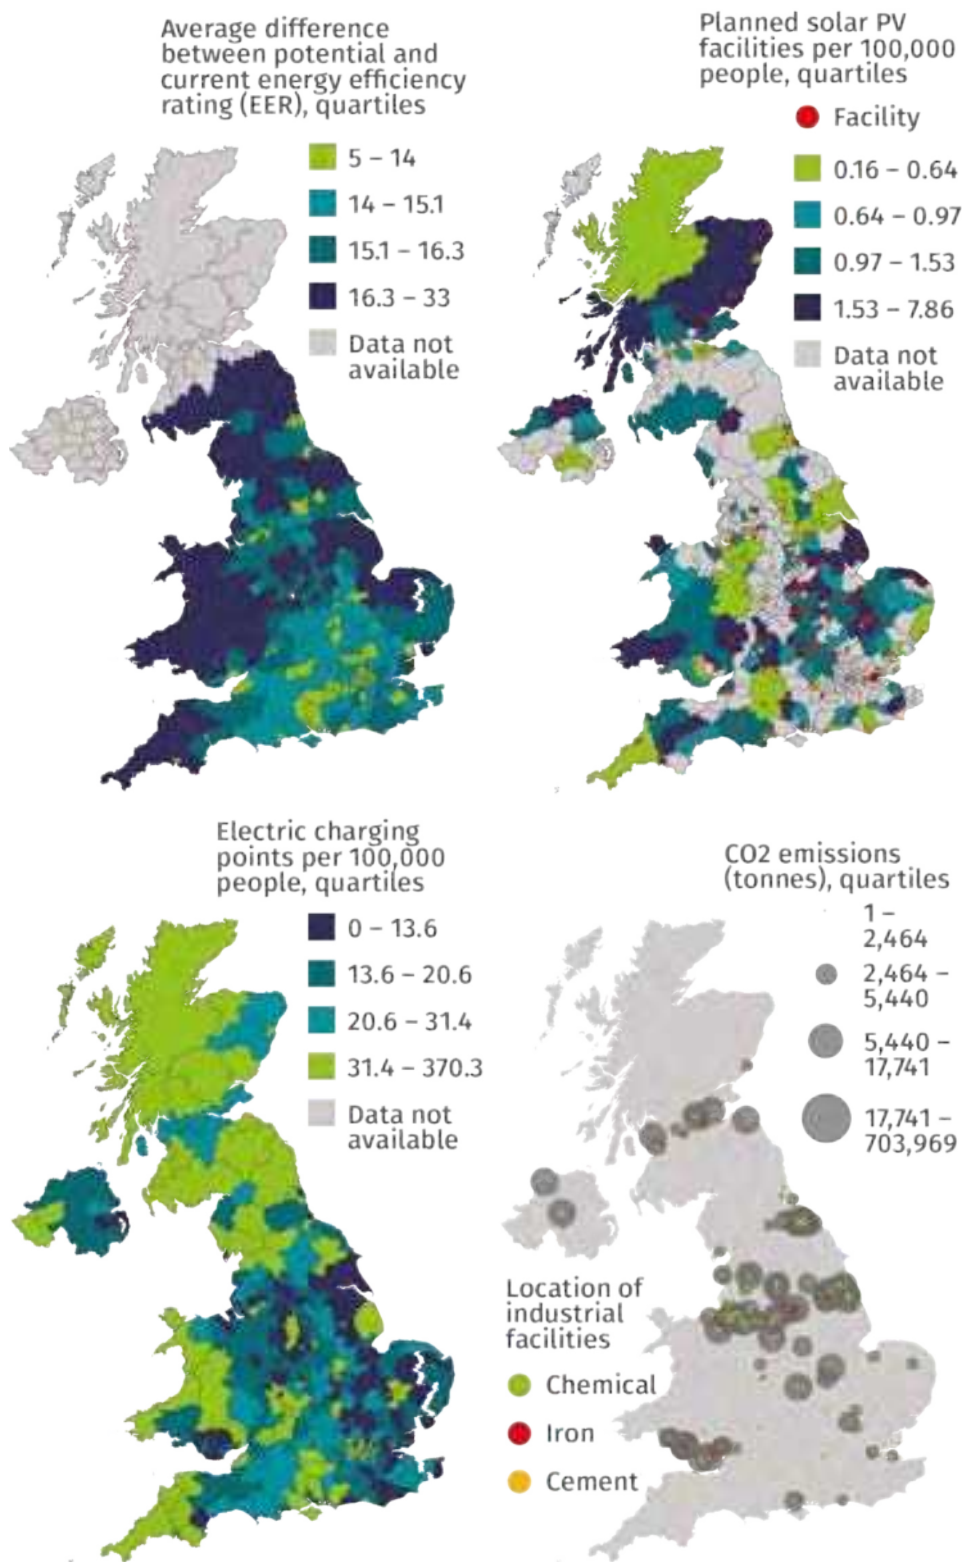 Average difference
between potential and
current energy efficiency
rating (EER), quartiles
5 – 14
14 – 15.1
15.1 – 16.3
16.3 – 33
Data not
available
Planned solar PV
facilities per 100,000
people, quartiles
Facility
0.16 – 0.64
0.64 – 0.97
0.97 – 1.53
1.53 – 7.86
Data not
available
Electric charging
points per 100,000
people, quartiles
0 – 13.6
13.6 – 20.6
20.6 – 31.4
31.4 – 370.3
Data not
available
CO2 emissions
(tonnes), quartiles
1 –
2,464
2,464 –
5,440
5,440 –
17,741
17,741 –
703,969
Location of
industrial
facilities
Chemical
Iron
Cement